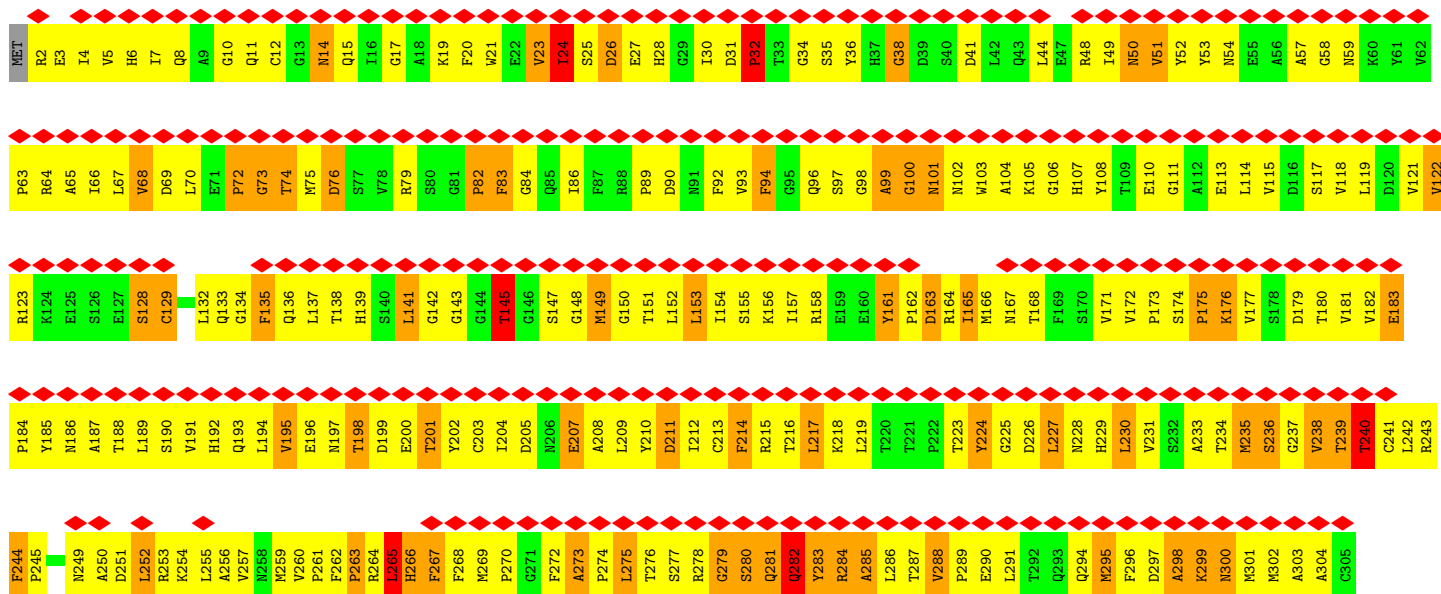 MET R2 E3 I4 V5 H6 I7 Q8 A9 G10 Q11 C12 G13 N14 Q15 I16 G17 A18 K19 F20 W21 E22 V23 I24 S25 D26 E27 H28 G29 I30 D31 P32 T33 G34 S35 Y36 H37 G38 D39 S40 D41 L42 Q43 L44 E47 R48 I49 N50 V51 Y52 Y53 N54 E55 A56 A57 G58 N59 K60 Y61 V62
P63 R64 A65 I66 L67 V68 D69 L70 E71 P72 G73 T74 M75 D76 S77 V78 R79 S80 G81 P82 F83 G84 Q85 I86 F87 R88 P89 D90 N91 F92 V93 F94 G95 Q96 S97 G98 A99 G100 N101 N102 W103 A104 K105 G106 H107 Y108 T109 E110 G111 A112 E113 L114 V115 D116 S117 V118 L119 D120 V121 V122
R123 K124 E125 S126 E127 S128 C129 L132 Q133 G134 F135 Q136 L137 T138 H139 S140 L141 G142 G143 G144 T145 G146 S147 G148 M149 G150 T151 L152 L153 I154 S155 K156 I157 R158 E159 E160 Y161 P162 D163 R164 I165 M166 N167 T168 F169 S170 V171 V172 P173 S174 P175 K176 V177 S178 D179 T180 V181 V182 E183
P184 Y185 N186 A187 T188 L189 S190 V191 H192 Q193 L194 V195 E196 N197 T198 D199 E200 T201 Y202 C203 I204 D205 N206 E207 A208 L209 Y210 D211 I212 C213 F214 R215 T216 L217 K218 L219 T220 T221 P222 T223 Y224 G225 D226 L227 N228 H229 L230 V231 S232 A233 T234 M235 S236 G237 V238 T239 T240 C241 L242 R243
F244 P245 N249 A250 D251 L252 R253 K254 L255 A256 V257 N258 M259 V260 P261 F262 P263 R264 L265 H266 F267 F268 M269 P270 G271 F272 A273 P274 L275 T276 S277 R278 G279 S280 Q281 Q282 Y283 R284 A285 L286 T287 V288 P289 E290 L291 T292 Q293 Q294 M295 F296 D297 A298 K299 N300 M301 M302 A303 A304 C305